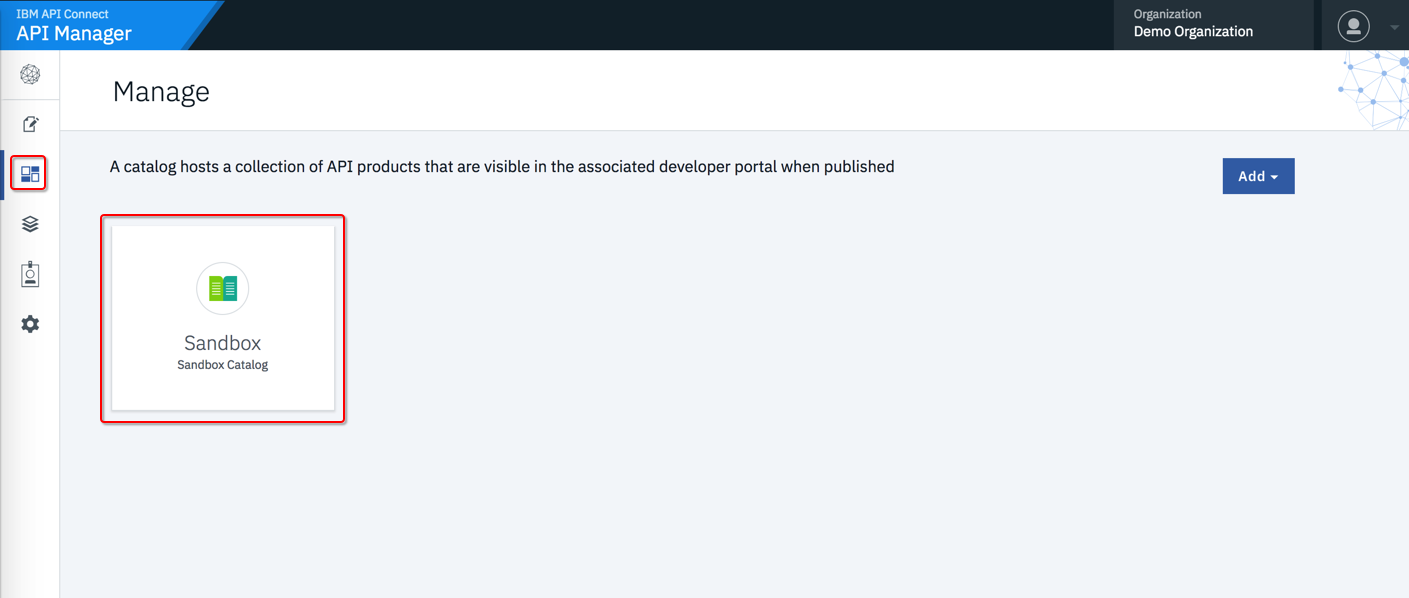 IBM API Connect
API Manager
Organization
Demo Organization
Manage
A catalog hosts a collection of API products that are visible in the associated developer portal when published
Add
Sandbox
Sandbox Catalog